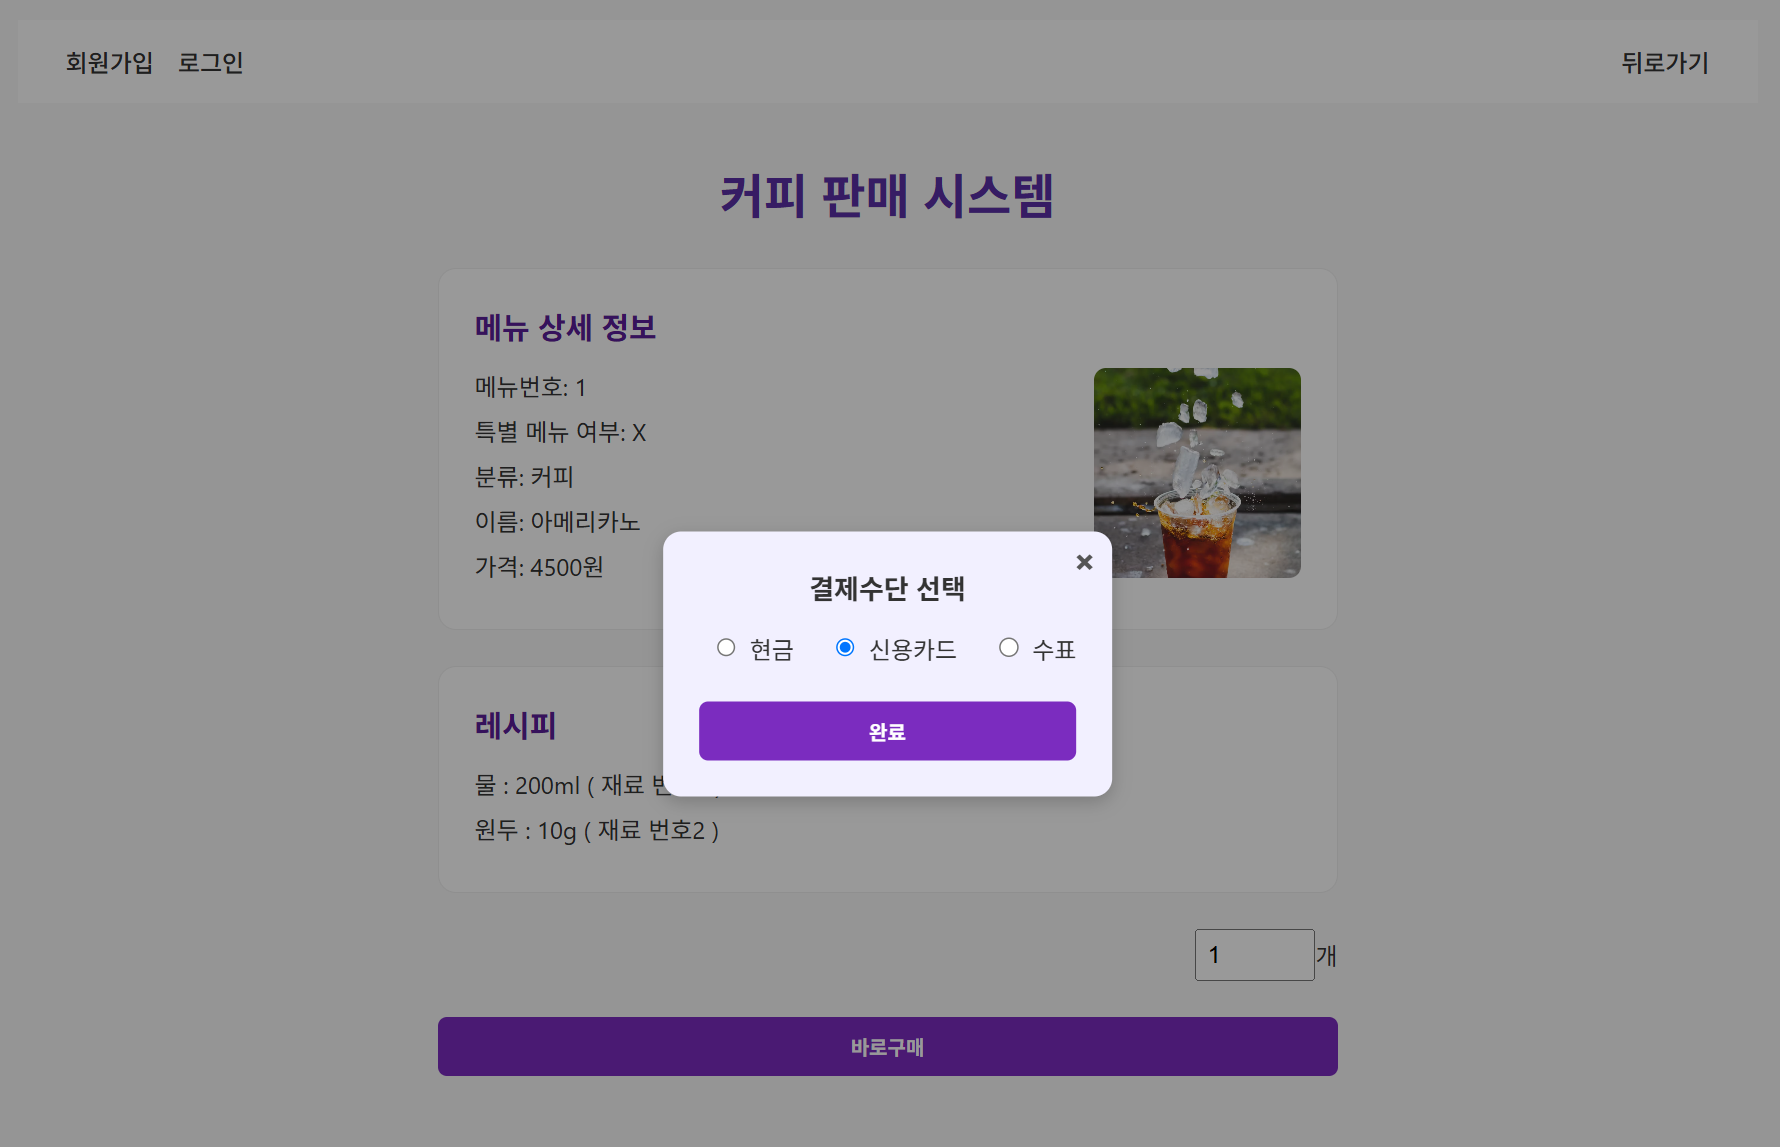 회원가입 로그인 뒤로가기
커피 판매 시스템
메뉴 상세 정보
메뉴번호: 1
특별 메뉴 여부: X
분류: 커피
이름: 아메리카노
가격: 4500원
결제수단 선택
현금 신용카드 수표
완료
레시피
물 : 200ml ( 재료
원두 : 10g ( 재료 번호2 )
1 개
바로구매